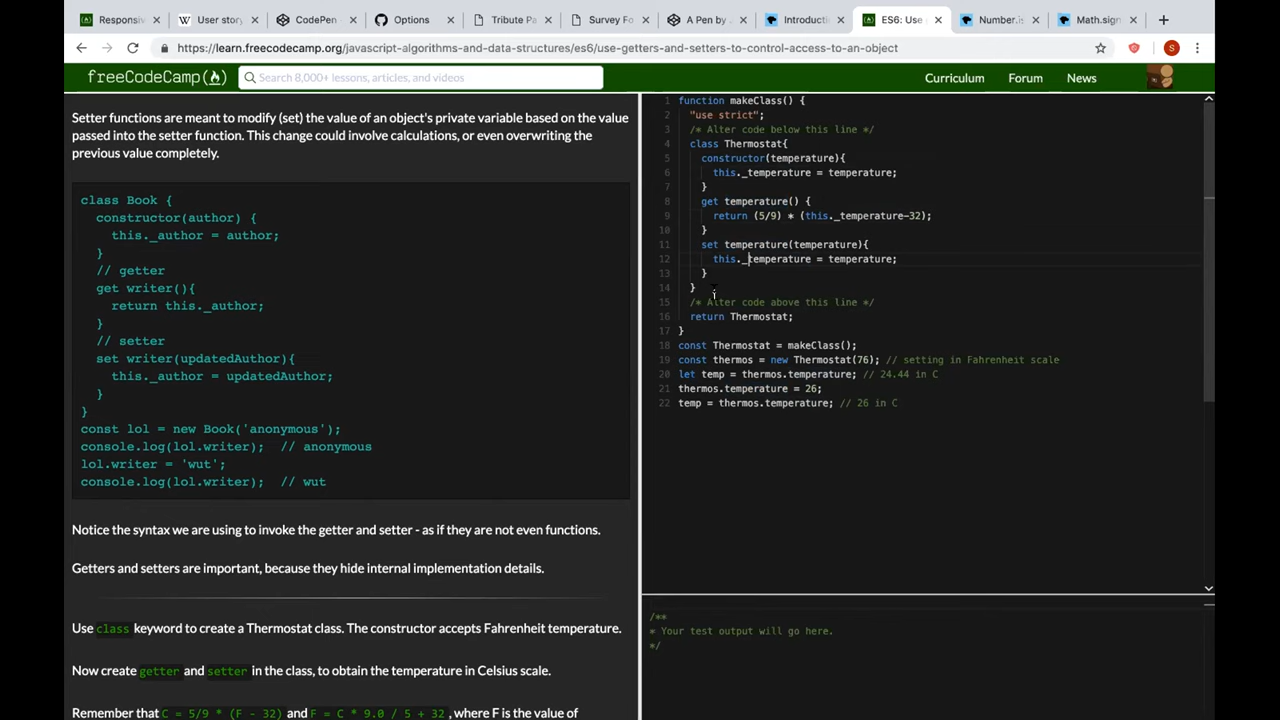 Responsiv
User story
CodePen
Options
Tribute Pa
Survey Fo
A Pen by
Introductio
ES6: Use g
Number.is
Math.sign
https://learn.freecodecamp.org/javascript-algorithms-and-data-structures/es6/use-getters-and-setters-to-control-access-to-an-object
S
freeCodeCamp
Search 8,000+ lessons, articles, and videos
Curriculum
Forum
News
Setter functions are meant to modify (set) the value of an object's private variable based on the value
passed into the setter function. This change could involve calculations, or even overwriting the
previous value completely.
class Book {
constructor(author) {
this._author = author;
}
// getter
get writer(){
return this._author;
}
// setter
set writer(updatedAuthor){
this._author = updatedAuthor;
}
}
const lol = new Book('anonymous');
console.log(lol.writer);  // anonymous
lol.writer = 'wut';
console.log(lol.writer);  // wut
Notice the syntax we are using to invoke the getter and setter - as if they are not even functions.
Getters and setters are important, because they hide internal implementation details.
Use class keyword to create a Thermostat class. The constructor accepts Fahrenheit temperature.
Now create getter and setter in the class, to obtain the temperature in Celsius scale.
Remember that C = 5/9 * (F - 32) and F = C * 9.0 / 5 + 32, where F is the value of
1 function makeClass() {
2 "use strict";
3 /* Alter code below this line */
4 class Thermostat{
5 constructor(temperature){
6 this._temperature = temperature;
7 }
8 get temperature() {
9 return (5/9) * (this._temperature-32);
10 }
11 set temperature(temperature){
12 this._temperature = temperature;
13 }
14 }
15 /* Alter code above this line */
16 return Thermostat;
17 }
18 const Thermostat = makeClass();
19 const thermos = new Thermostat(76); // setting in Fahrenheit scale
20 let temp = thermos.temperature; // 24.44 in C
21 thermos.temperature = 26;
22 temp = thermos.temperature; // 26 in C
/**
* Your test output will go here.
*/